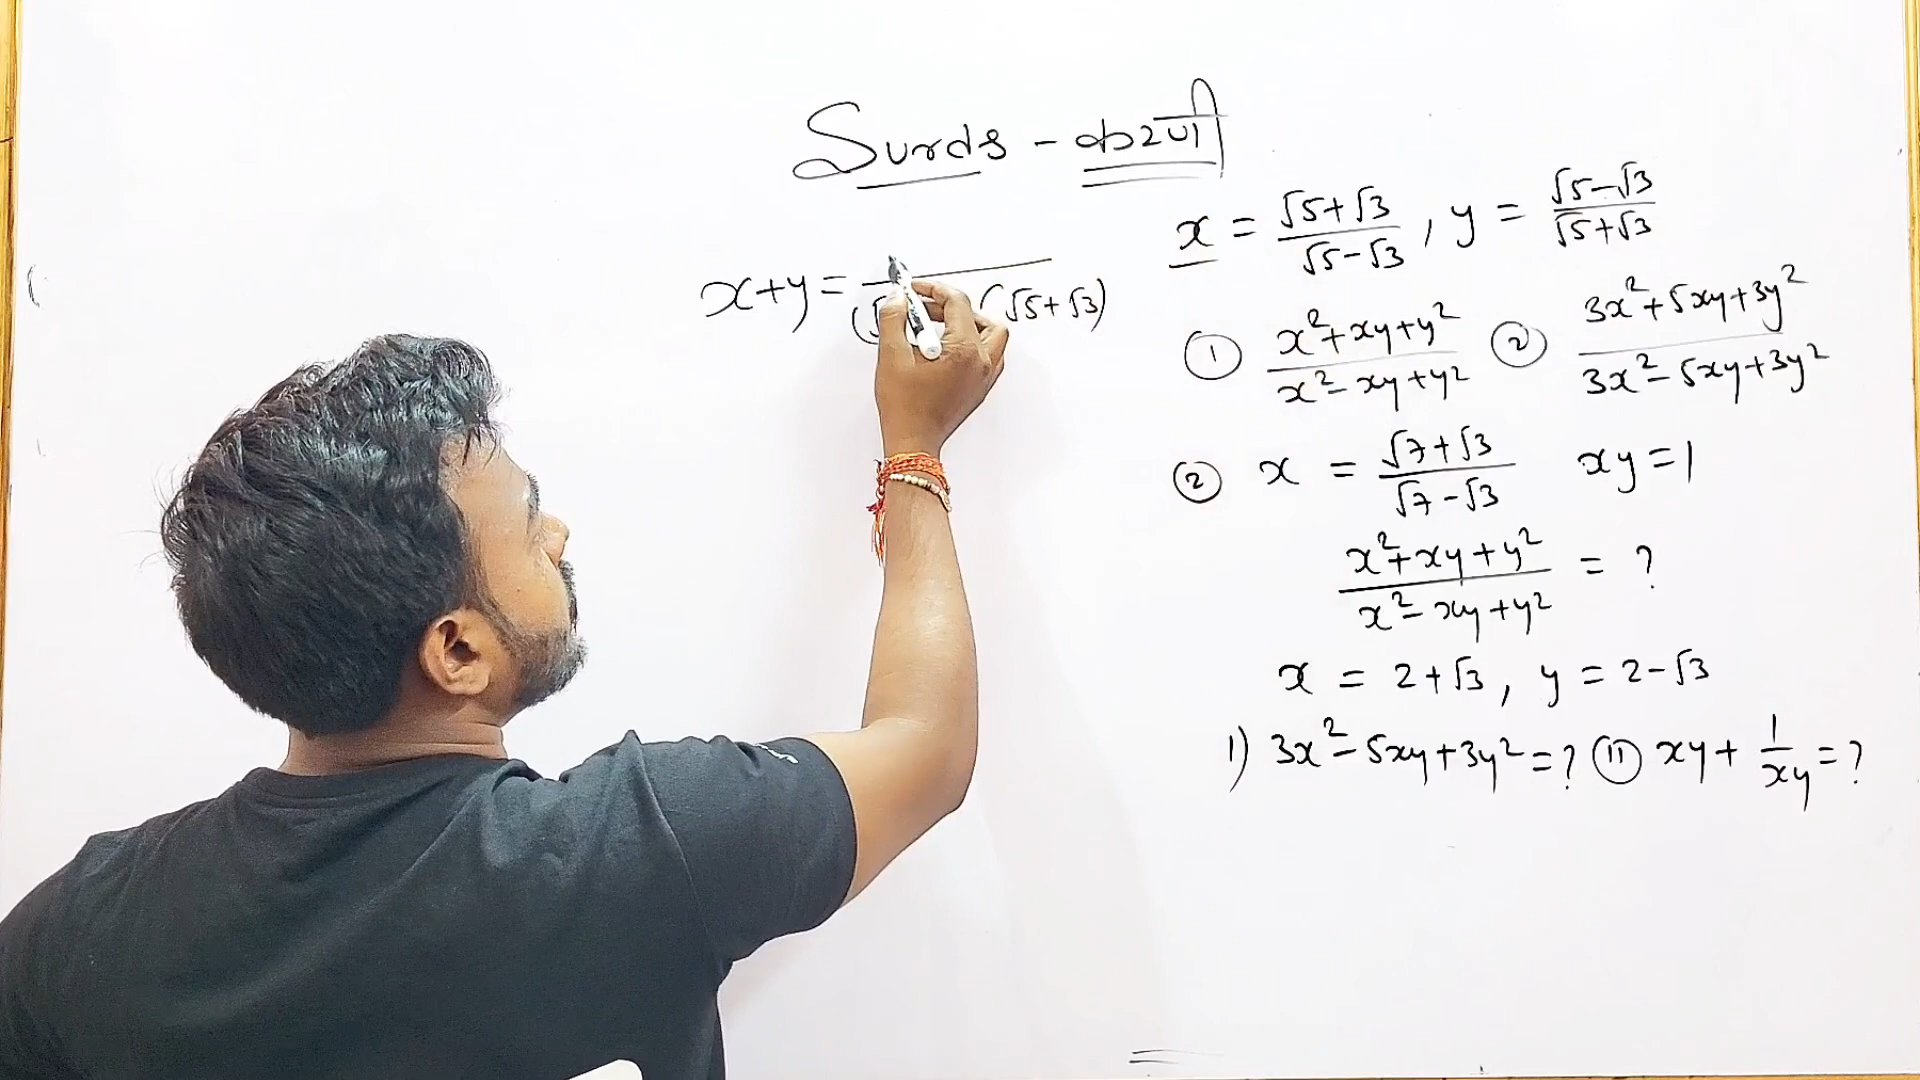 Surds - करणी
x = (√5+√3)/(√5-√3) , y = (√5-√3)/(√5+√3)
x+y = (√5+√3)
① (x²+xy+y²)/(x²-xy+y²) ② (3x²+5xy+3y²)/(3x²-5xy+3y²)
② x = (√7+√3)/(√7-√3) xy=1
(x²+xy+y²)/(x²-xy+y²) = ?
x = 2+√3, y = 2-√3
1) 3x²-5xy+3y²=? ⑪ xy + 1/xy = ?